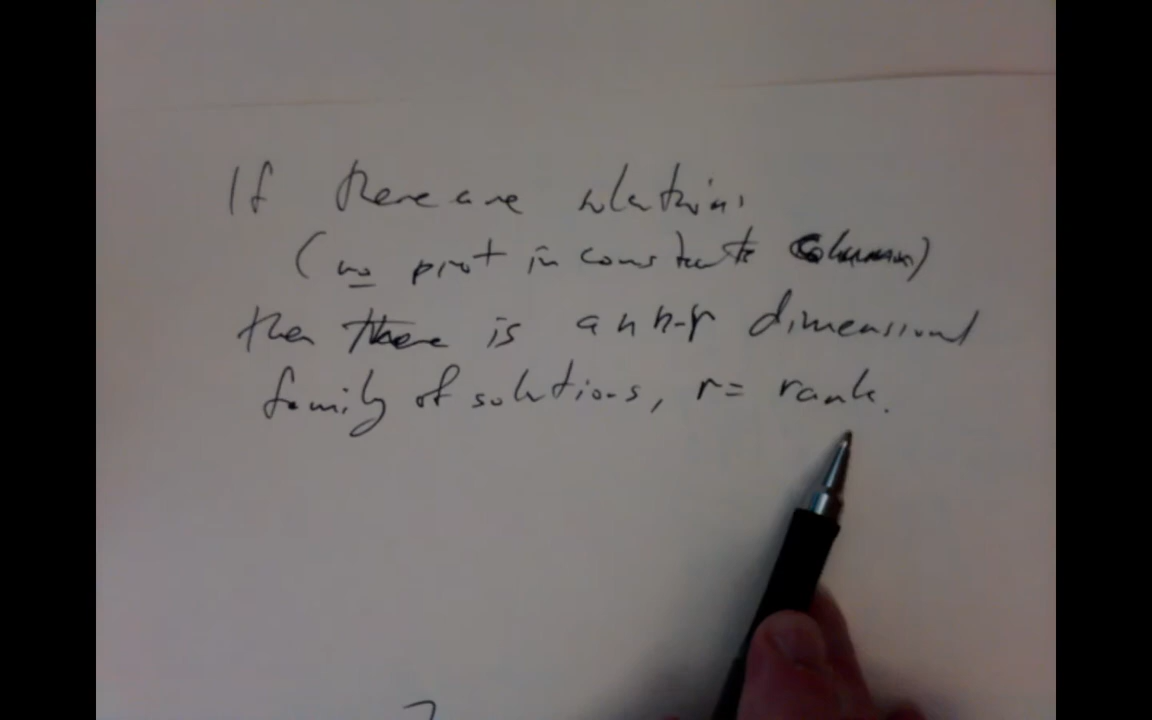 If there are solutions
(no pivot in constants column)
then there is an n-r dimensional
family of solutions, r = rank.